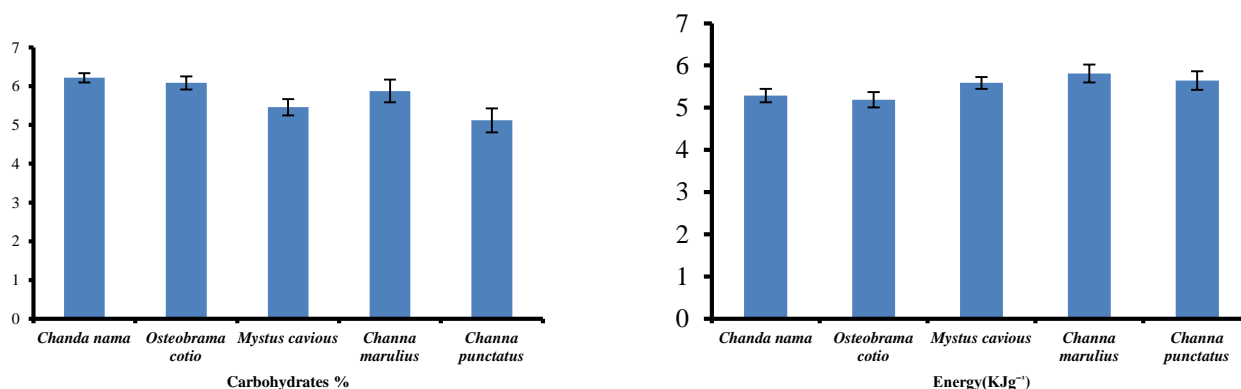 7
6
5
4
3
2
1
0
Chanda nama
Osteobrama
cotio
Mystus cavious
Channa
marulius
Channa
punctatus
Carbohydrates %
7
6
5
4
3
2
1
0
Chanda nama
Osteobrama
cotio
Mystus cavious
Channa
marulius
Channa
punctatus
Energy(KJg⁻¹)